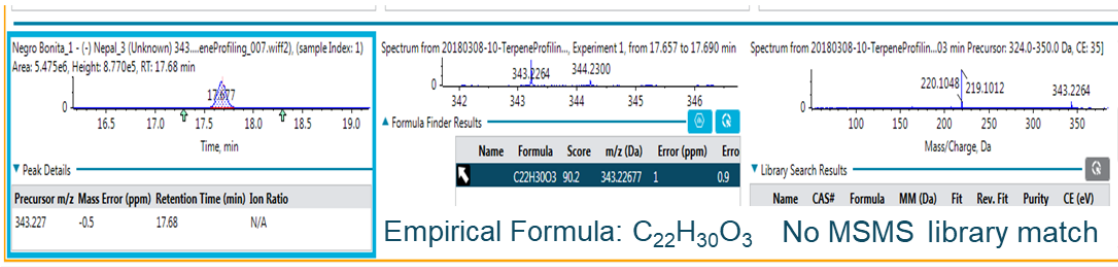 Negro Bonita_1 - (-) Nepal_3 (Unknown) 343....eneProfiling_007.wiff2), (sample Index: 1)
Area: 5.475e6, Height: 8.770e5, RT: 17.68 min
17.677
0
16.5 17.0 17.5 18.0 18.5 19.0
Time, min
Peak Details
Precursor m/z Mass Error (ppm) Retention Time (min) Ion Ratio
343.227 -0.5 17.68 N/A
Spectrum from 20180308-10-TerpeneProfilin..., Experiment 1, from 17.657 to 17.690 min
343.2264 344.2300
0
342 343 344 345 346
Formula Finder Results
Name Formula Score m/z (Da) Error (ppm) Erro
C22H30O3 90.2 343.22677 1 0.9
Empirical Formula: C₂₂H₃₀O₃
Spectrum from 20180308-10-TerpeneProfilin...03 min Precursor: 324.0-350.0 Da, CE: 35]
220.1048 219.1012 343.2264
0
100 150 200 250 300 350
Mass/Charge, Da
Library Search Results
Name CAS# Formula MM (Da) Fit Rev. Fit Purity CE (eV)
No MSMS library match